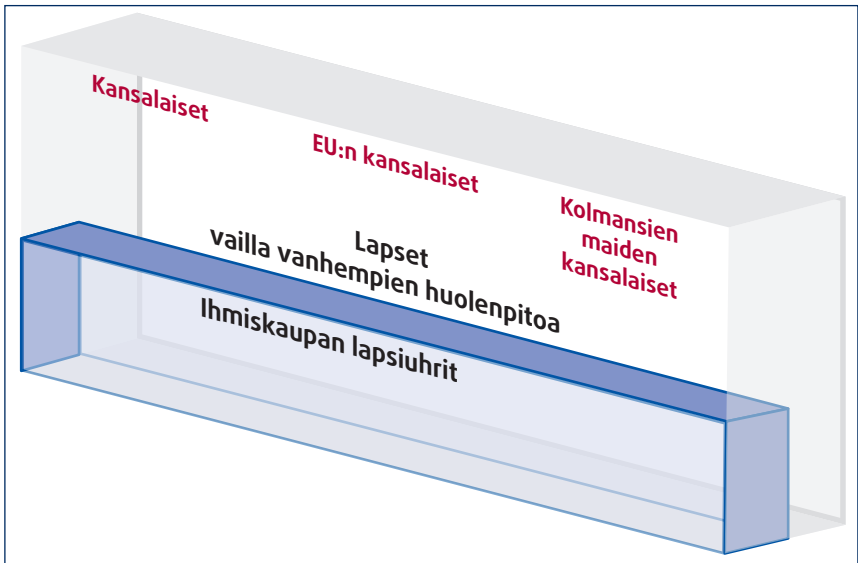 Kansalaiset
EU:n kansalaiset
Kolmansien
maiden
kansalaiset
Lapset
vailla vanhempien huolenpitoa
Ihmiskaupan lapsiuhrit